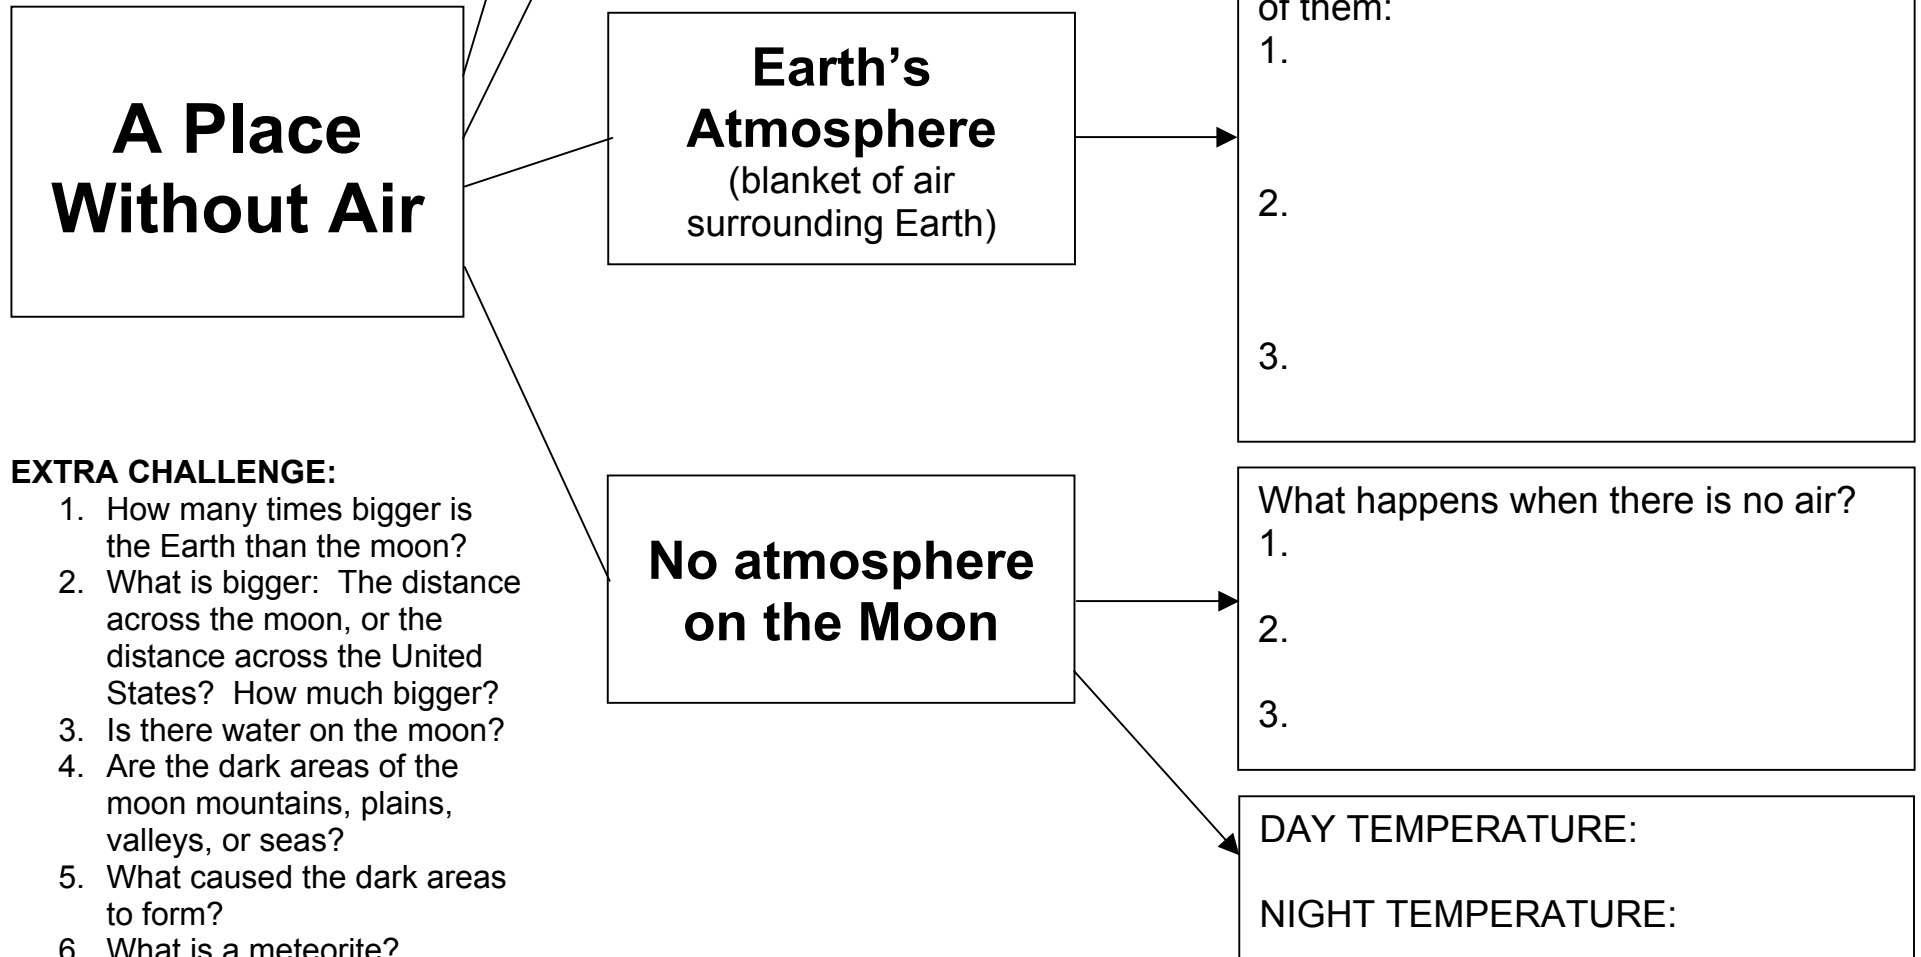 A Place
Without Air
Earth's
Atmosphere
(blanket of air
surrounding Earth)
of them:
1.
2.
3.
No atmosphere
on the Moon
What happens when there is no air?
1.
2.
3.
DAY TEMPERATURE:
NIGHT TEMPERATURE:
EXTRA CHALLENGE:
1. How many times bigger is
the Earth than the moon?
2. What is bigger: The distance
across the moon, or the
distance across the United
States? How much bigger?
3. Is there water on the moon?
4. Are the dark areas of the
moon mountains, plains,
valleys, or seas?
5. What caused the dark areas
to form?
6. What is a meteorite?